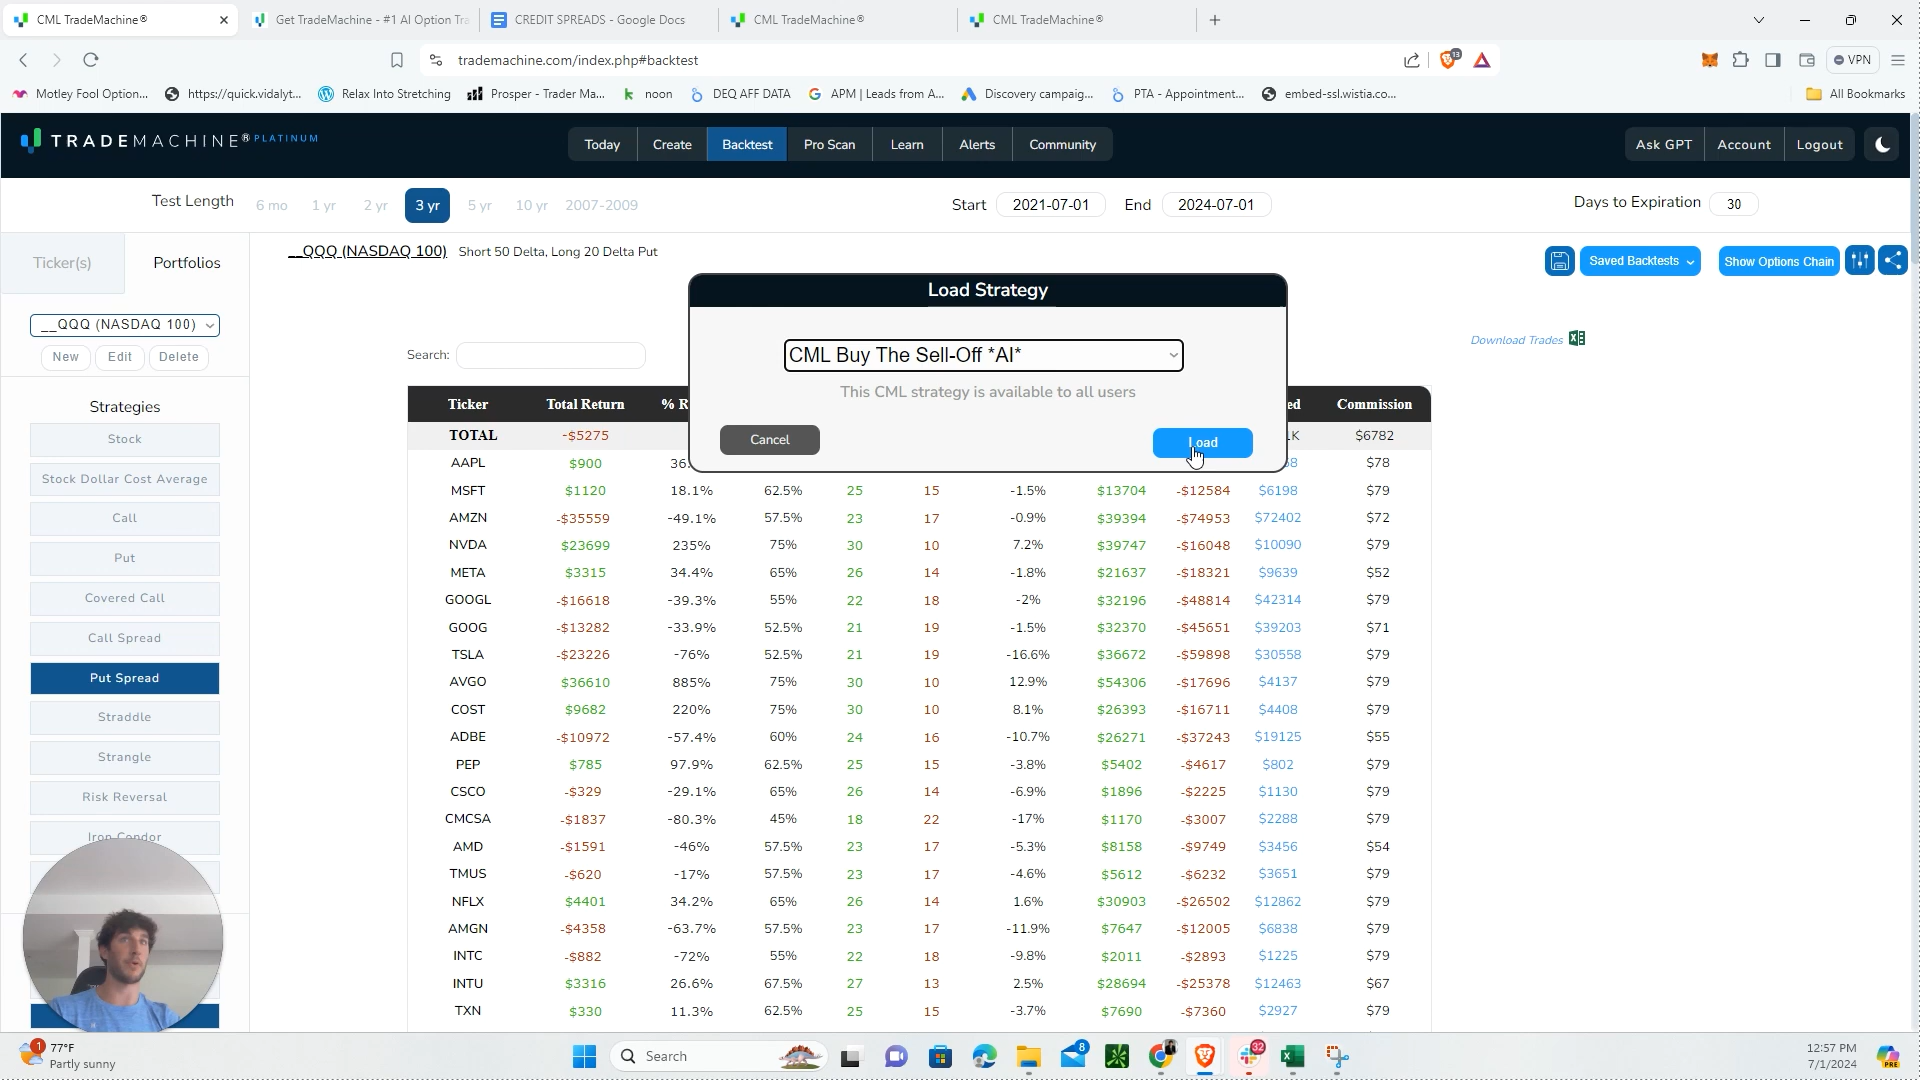 CML TradeMachine®
Get TradeMachine - #1 AI Option Tra
CREDIT SPREADS - Google Docs
CML TradeMachine®
CML TradeMachine®
trademachine.com/index.php#backtest
13
VPN
Motley Fool Option...
https://quick.vidalyt...
Relax Into Stretching
Prosper - Trader Ma...
noon
DEQ AFF DATA
APM | Leads from A...
Discovery campaig...
PTA - Appointment...
embed-ssl.wistia.co...
All Bookmarks
TRADEMACHINE® PLATINUM
Today
Create
Backtest
Pro Scan
Learn
Alerts
Community
Ask GPT
Account
Logout
Test Length
6 mo
1 yr
2 yr
3 yr
5 yr
10 yr
2007-2009
Start 2021-07-01
End 2024-07-01
Days to Expiration 30
Ticker(s)
Portfolios
__QQQ (NASDAQ 100)
Short 50 Delta, Long 20 Delta Put
Saved Backtests
Show Options Chain
Load Strategy
CML Buy The Sell-Off *AI*
This CML strategy is available to all users
Cancel
Load
__QQQ (NASDAQ 100)
New
Edit
Delete
Search:
Download Trades
Strategies
Stock
Stock Dollar Cost Average
Call
Put
Covered Call
Call Spread
Put Spread
Straddle
Strangle
Risk Reversal
Iron Condor
Ticker Total Return % R ed Commission
TOTAL -$5275 1K $6782
AAPL $900 36. $78
MSFT $1120 18.1% 62.5% 25 15 -1.5% $13704 -$12584 $6198 $79
AMZN -$35559 -49.1% 57.5% 23 17 -0.9% $39394 -$74953 $72402 $72
NVDA $23699 235% 75% 30 10 7.2% $39747 -$16048 $10090 $79
META $3315 34.4% 65% 26 14 -1.8% $21637 -$18321 $9639 $52
GOOGL -$16618 -39.3% 55% 22 18 -2% $32196 -$48814 $42314 $79
GOOG -$13282 -33.9% 52.5% 21 19 -1.5% $32370 -$45651 $39203 $71
TSLA -$23226 -76% 52.5% 21 19 -16.6% $36672 -$59898 $30558 $79
AVGO $36610 885% 75% 30 10 12.9% $54306 -$17696 $4137 $79
COST $9682 220% 75% 30 10 8.1% $26393 -$16711 $4408 $79
ADBE -$10972 -57.4% 60% 24 16 -10.7% $26271 -$37243 $19125 $55
PEP $785 97.9% 62.5% 25 15 -3.8% $5402 -$4617 $802 $79
CSCO -$329 -29.1% 65% 26 14 -6.9% $1896 -$2225 $1130 $79
CMCSA -$1837 -80.3% 45% 18 22 -17% $1170 -$3007 $2288 $79
AMD -$1591 -46% 57.5% 23 17 -5.3% $8158 -$9749 $3456 $54
TMUS -$620 -17% 57.5% 23 17 -4.6% $5612 -$6232 $3651 $79
NFLX $4401 34.2% 65% 26 14 1.6% $30903 -$26502 $12862 $79
AMGN -$4358 -63.7% 57.5% 23 17 -11.9% $7647 -$12005 $6838 $79
INTC -$882 -72% 55% 22 18 -9.8% $2011 -$2893 $1225 $79
INTU $3316 26.6% 67.5% 27 13 2.5% $28694 -$25378 $12463 $67
TXN $330 11.3% 62.5% 25 15 -3.7% $7690 -$7360 $2927 $79
1
77°F
Partly sunny
Search
8
32
12:57 PM
7/1/2024
PRE